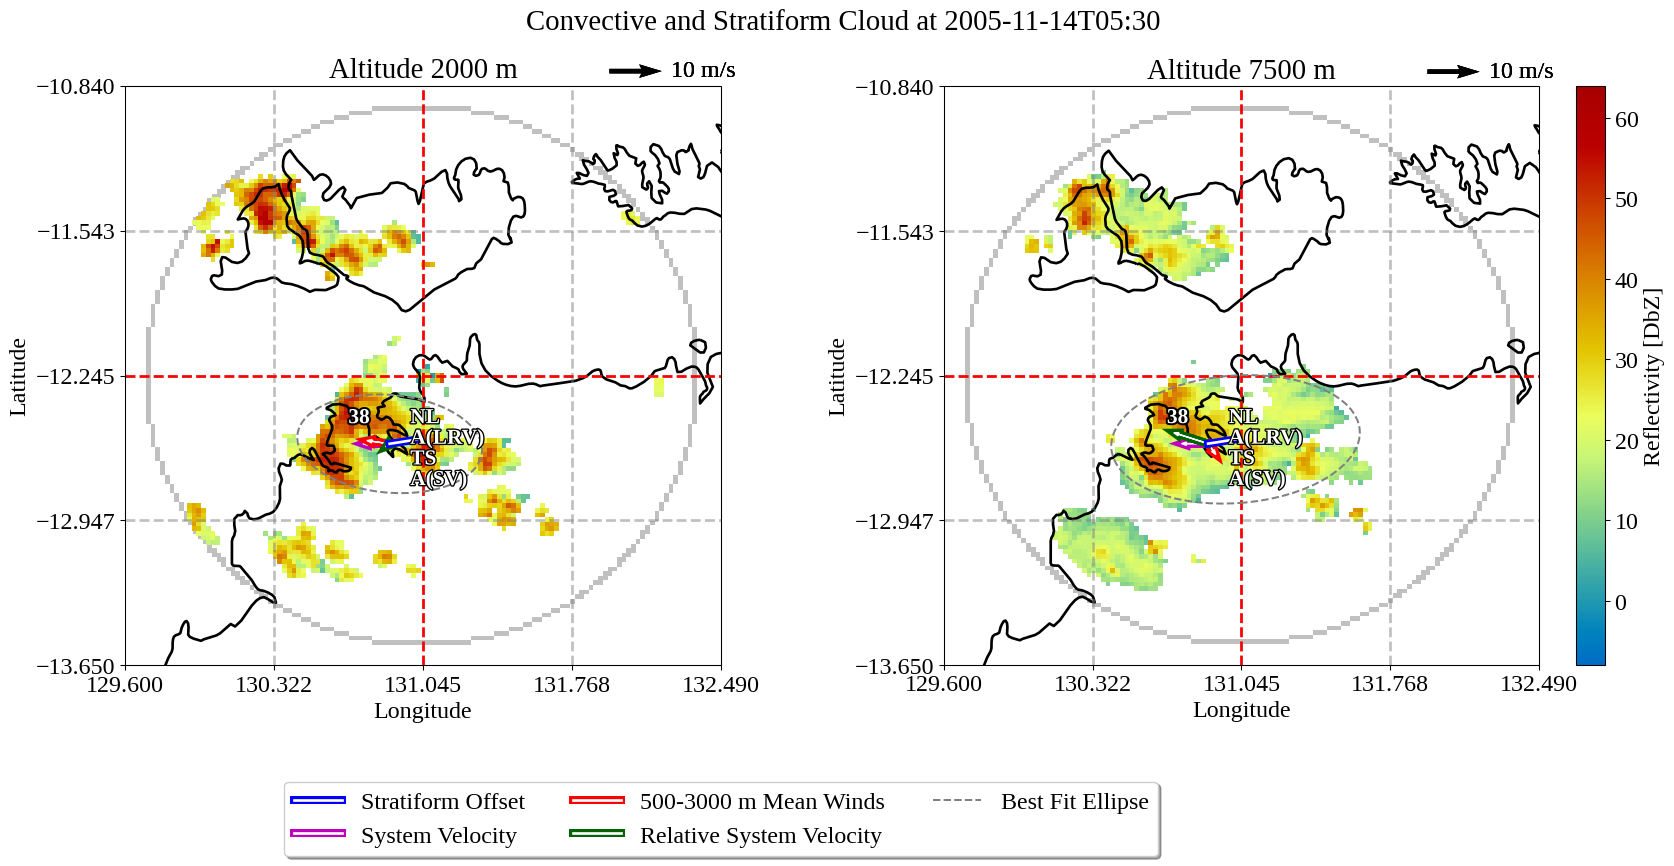 Convective and Stratiform Cloud at 2005-11-14T05:30
Altitude 2000 m
10 m/s
Altitude 7500 m
10 m/s
−10.840
−11.543
−12.245
−12.947
−13.650
Latitude
129.600
130.322
131.045
131.768
132.490
Longitude
38
NL
A(LRV)
TS
A(SV)
−10.840
−11.543
−12.245
−12.947
−13.650
Latitude
129.600
130.322
131.045
131.768
132.490
Longitude
38
NL
A(LRV)
TS
A(SV)
60
50
40
30
20
10
0
Reflectivity [DbZ]
Stratiform Offset
System Velocity
500-3000 m Mean Winds
Relative System Velocity
Best Fit Ellipse